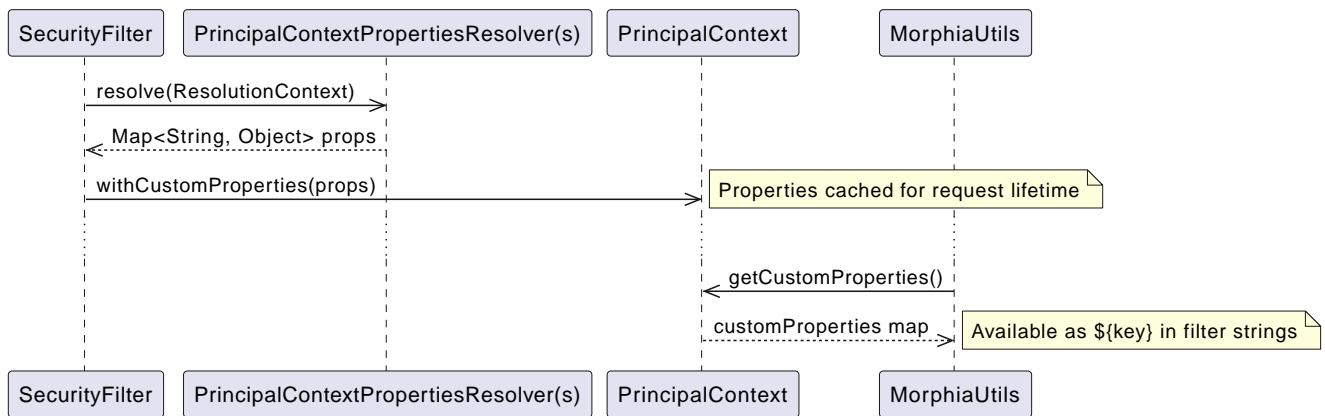 SecurityFilter
PrincipalContextPropertiesResolver(s)
PrincipalContext
MorphiaUtils
resolve(ResolutionContext)
Map<String, Object> props
withCustomProperties(props)
Properties cached for request lifetime
getCustomProperties()
customProperties map
Available as ${key} in filter strings
SecurityFilter
PrincipalContextPropertiesResolver(s)
PrincipalContext
MorphiaUtils